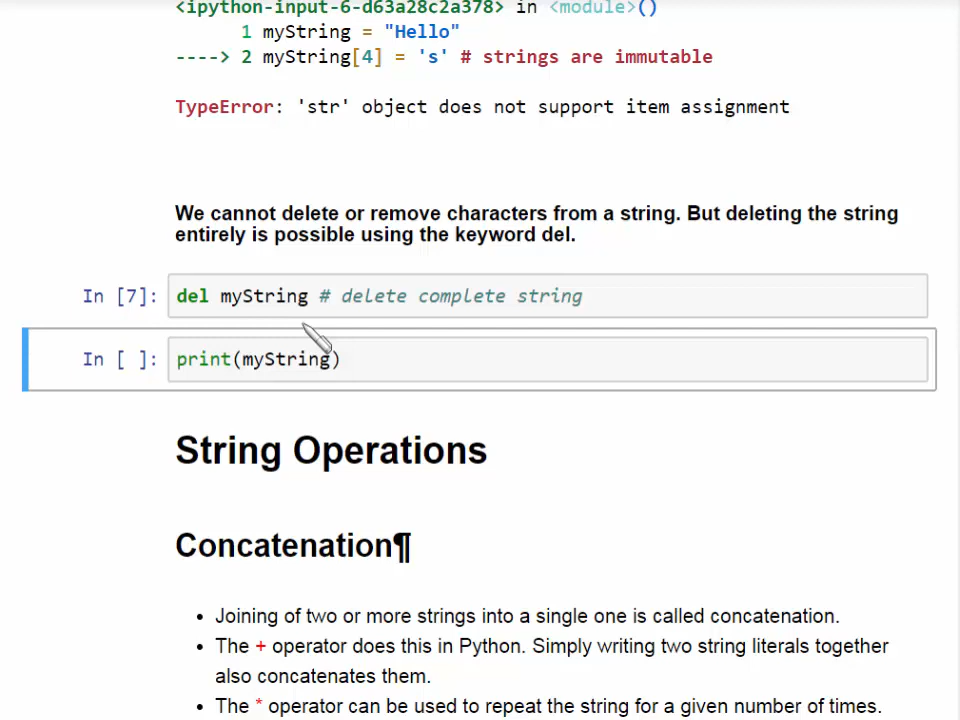 <ipython-input-6-d63a28c2a378> in <module>()
1 myString = "Hello"
----> 2 myString[4] = 's' # strings are immutable
TypeError: 'str' object does not support item assignment
We cannot delete or remove characters from a string. But deleting the string
entirely is possible using the keyword del.
In [7]: del myString # delete complete string
In [ ]: print(myString)
String Operations
Concatenation¶
• Joining of two or more strings into a single one is called concatenation.
• The + operator does this in Python. Simply writing two string literals together
also concatenates them.
• The * operator can be used to repeat the string for a given number of times.